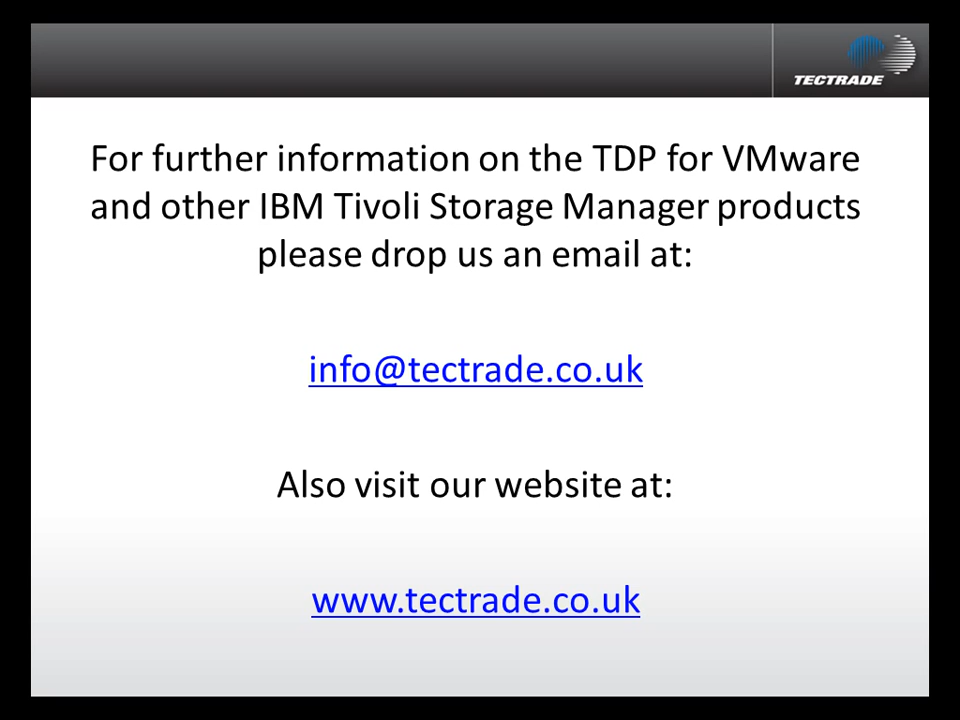 TECTRADE
For further information on the TDP for VMware
and other IBM Tivoli Storage Manager products
please drop us an email at:
info@tectrade.co.uk
Also visit our website at:
www.tectrade.co.uk